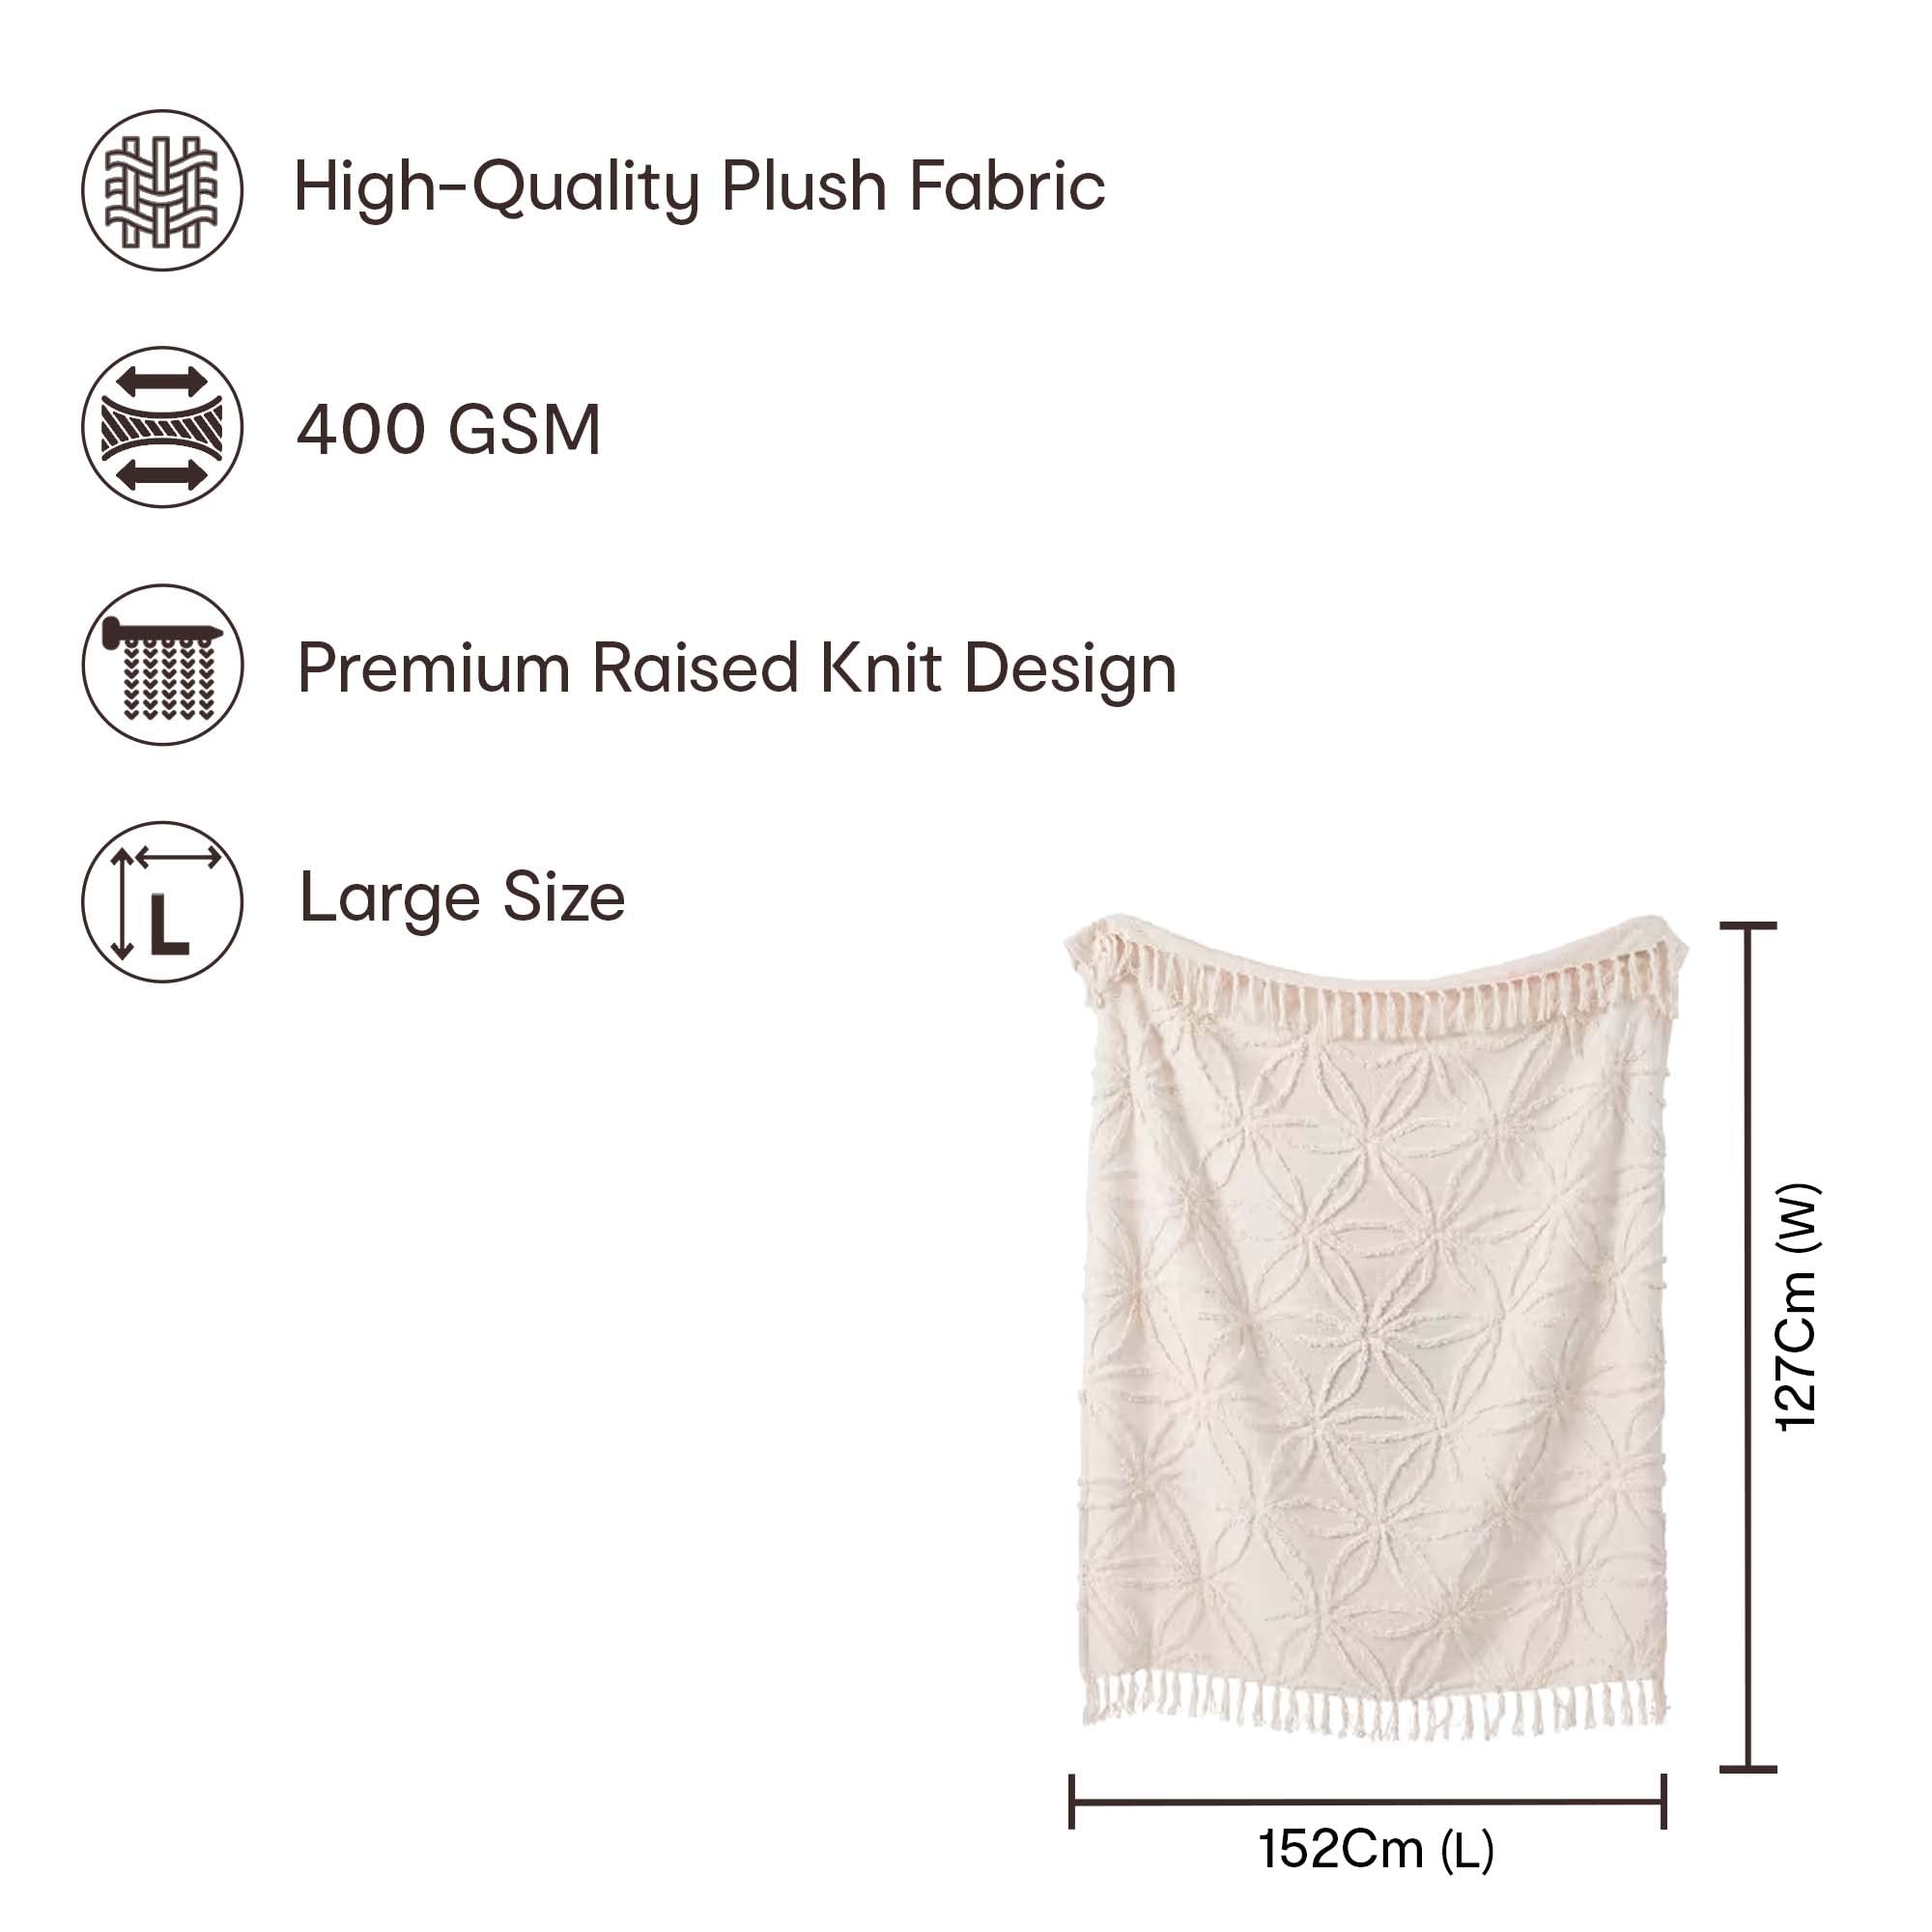 High-Quality Plush Fabric
400 GSM
Premium Raised Knit Design
L
Large Size
127Cm (W)
152Cm (L)